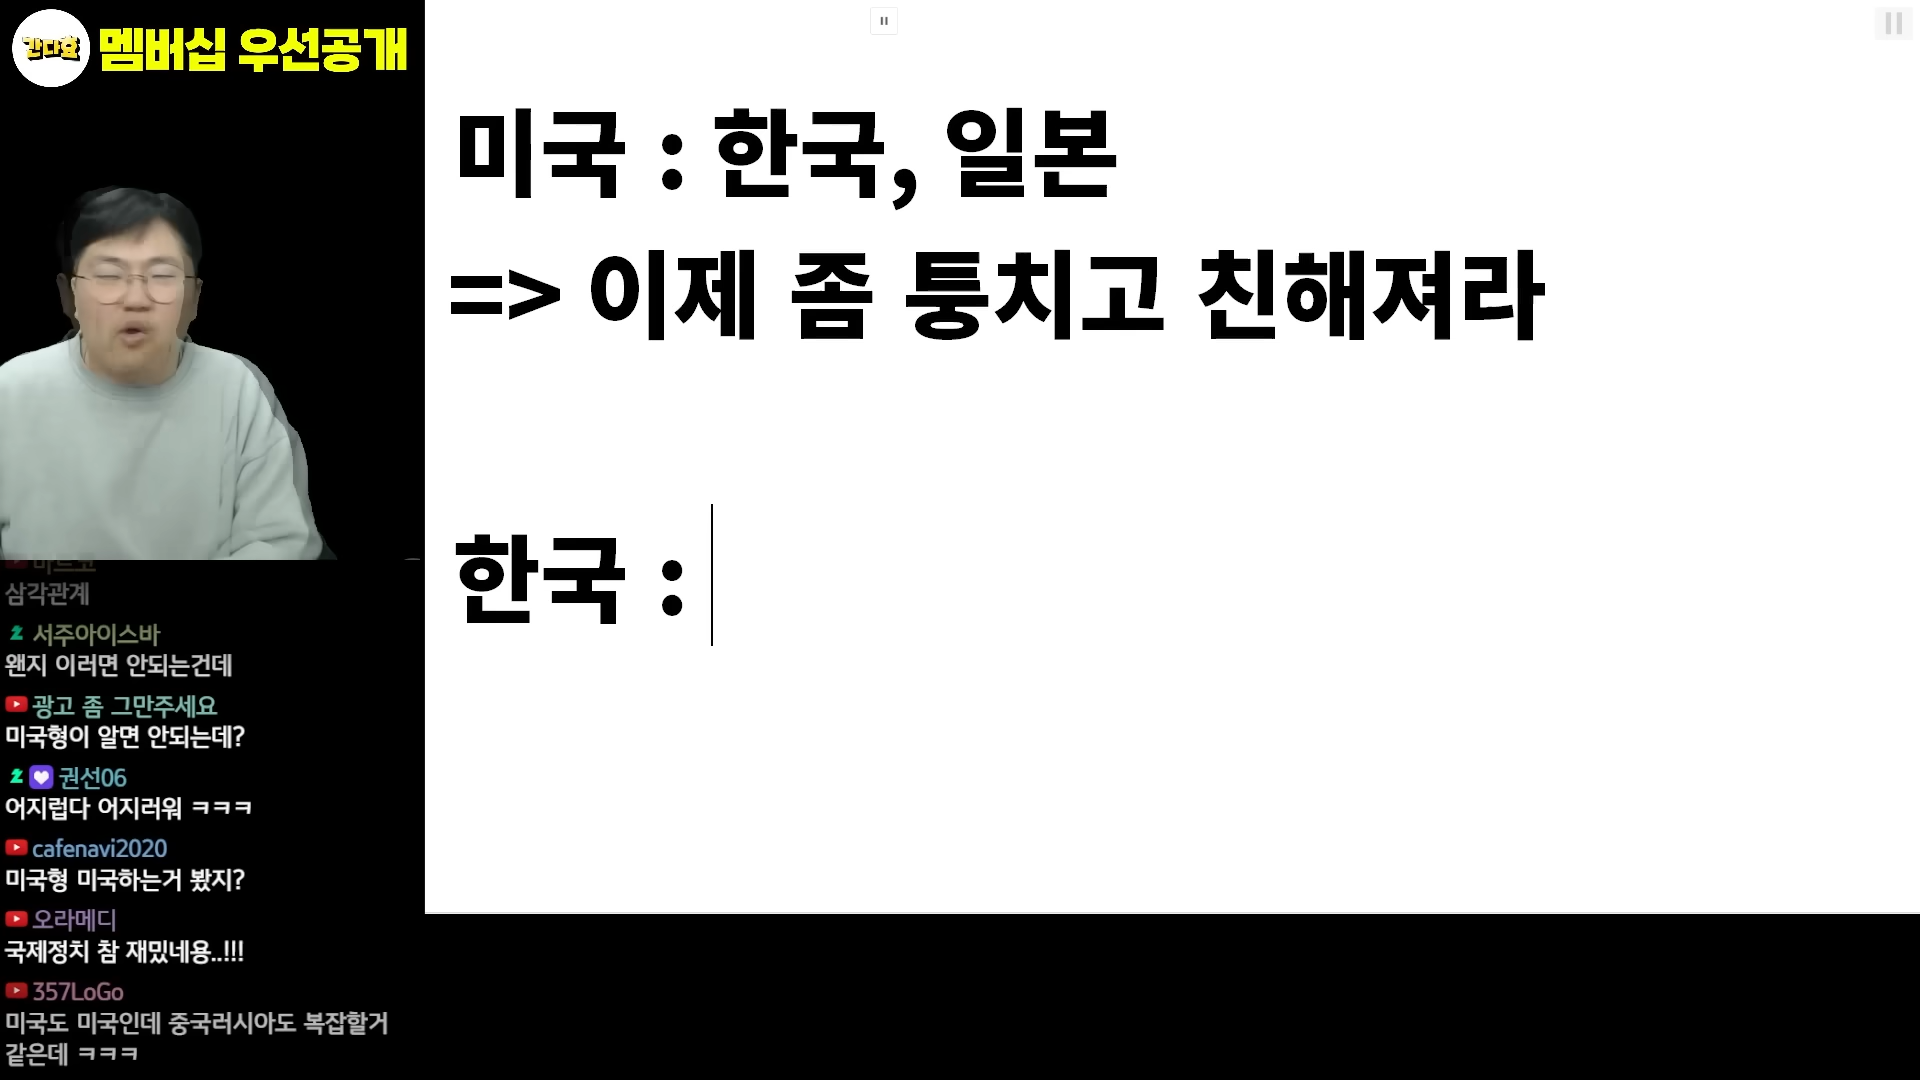 간다효
멤버십 우선공개
미국 : 한국, 일본
=> 이제 좀 퉁치고 친해져라
한국 :
삼각관계
서주아이스바
왠지 이러면 안되는건데
광고 좀 그만주세요
미국형이 알면 안되는데?
권선06
어지럽다 어지러워 ㅋㅋㅋ
cafenavi2020
미국형 미국하는거 봤지?
오라메디
국제정치 참 재밌네용..!!!
357LoGo
미국도 미국인데 중국러시아도 복잡할거
같은데 ㅋㅋㅋ